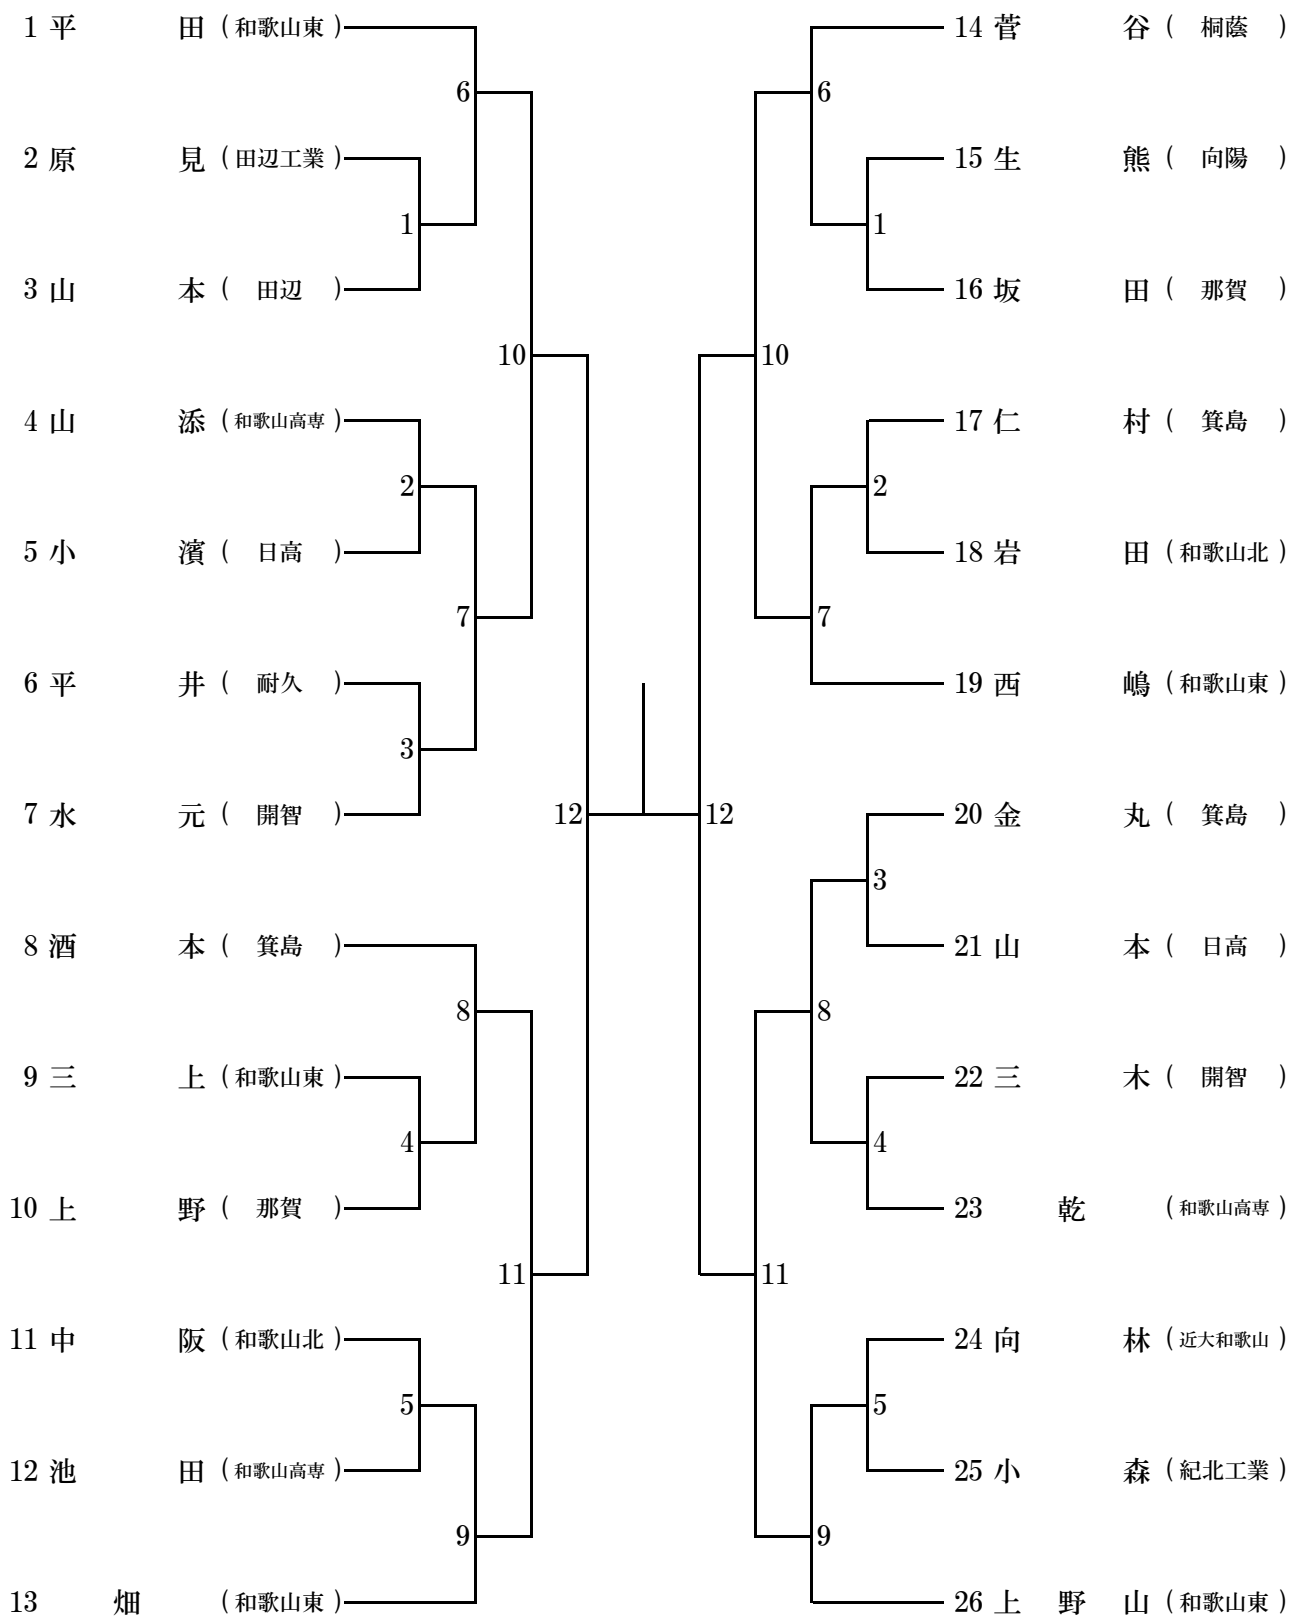 1 平田 (和歌山東)
6
2 原見 (田辺工業)
1
3 山本 (田辺)
10
4 山添 (和歌山高専)
2
5 小濱 (日高)
7
6 平井 (耐久)
3
7 水元 (開智)
12
8 酒本 (箕島)
8
9 三上 (和歌山東)
4
10 上野 (那賀)
11
11 中阪 (和歌山北)
5
12 池田 (和歌山高専)
9
13 畑 (和歌山東)
14 菅谷 (桐蔭)
6
15 生熊 (向陽)
1
16 坂田 (那賀)
10
17 仁村 (箕島)
2
18 岩田 (和歌山北)
7
19 西嶋 (和歌山東)
12
20 金丸 (箕島)
3
21 山本 (日高)
8
22 三木 (開智)
4
23 乾 (和歌山高専)
11
24 向林 (近大和歌山)
5
25 小森 (紀北工業)
9
26 上野山 (和歌山東)